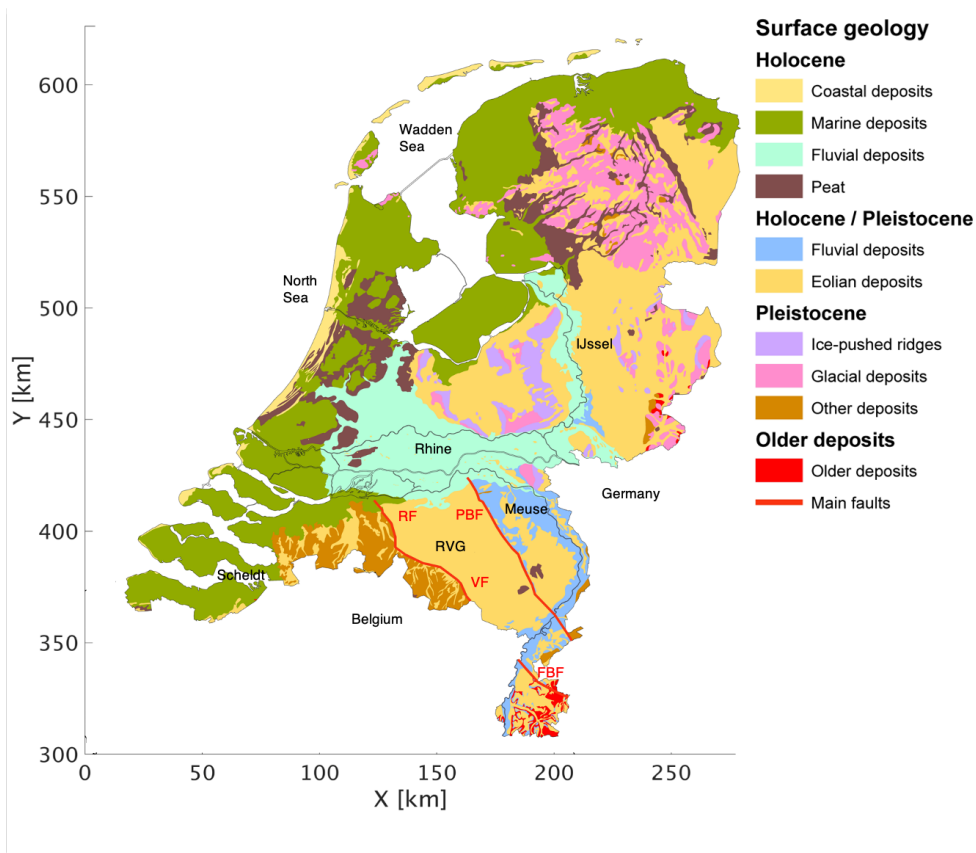 Surface geology
Holocene
Coastal deposits
Marine deposits
Fluvial deposits
Peat
Holocene / Pleistocene
Fluvial deposits
Eolian deposits
Pleistocene
Ice-pushed ridges
Glacial deposits
Other deposits
Older deposits
Older deposits
Main faults
600
550
500
450
400
350
300
Y [km]
0
50
100
150
200
250
X [km]
Wadden
Sea
North
Sea
IJssel
Rhine
Germany
Meuse
RF
PBF
RVG
VF
Scheldt
Belgium
FBF